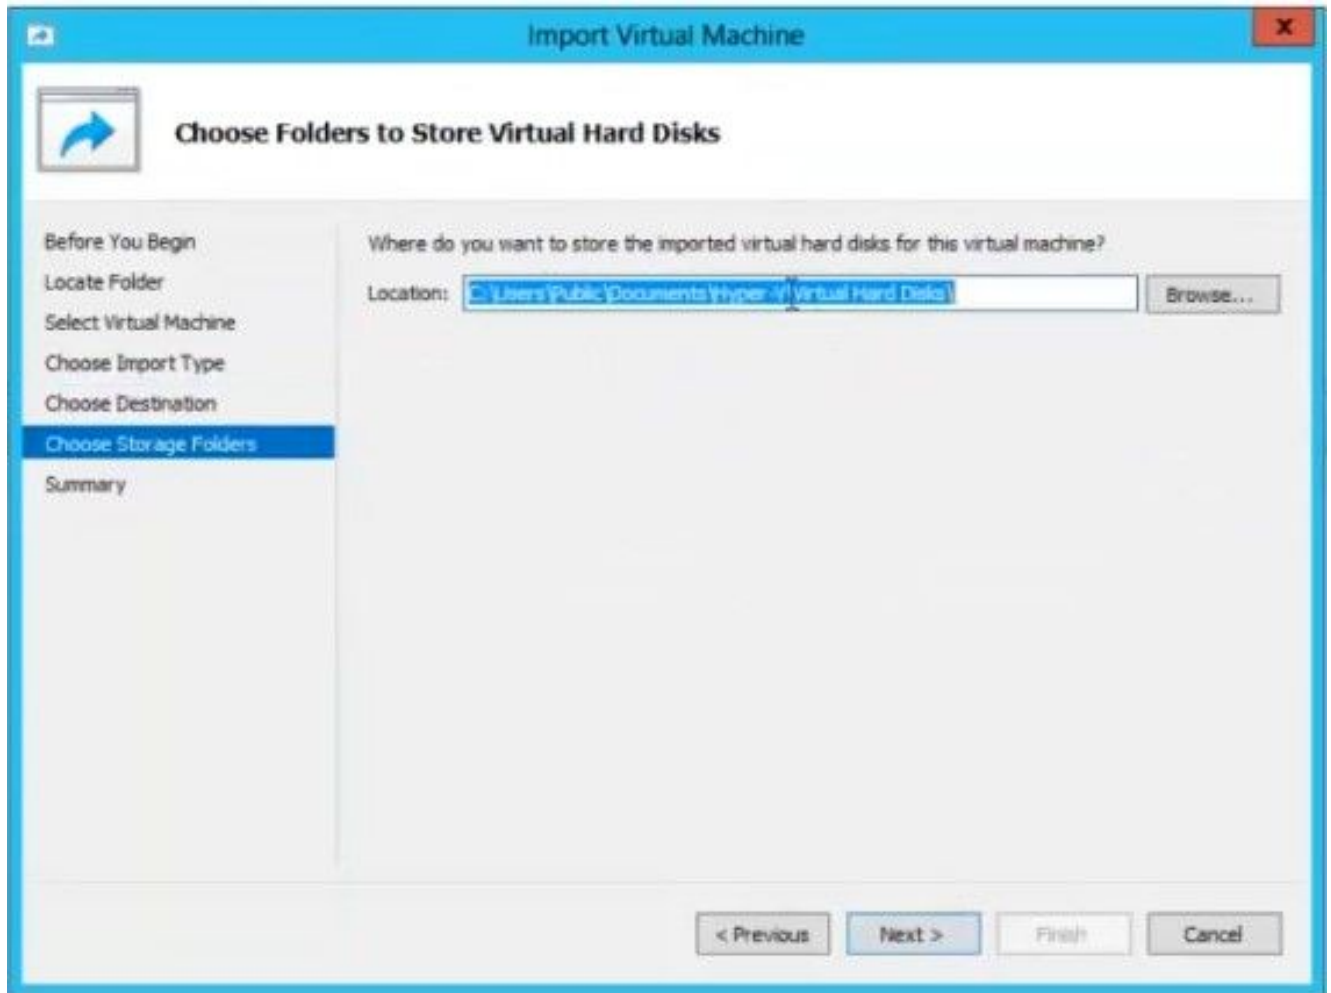 Import Virtual Machine
X
Choose Folders to Store Virtual Hard Disks
Before You Begin
Locate Folder
Select Virtual Machine
Choose Import Type
Choose Destination
Choose Storage Folders
Summary
Where do you want to store the imported virtual hard disks for this virtual machine?
Location: C:\Users\Public\Documents\Hyper-V\Virtual Hard Disks\ Browse...
< Previous Next > Finish Cancel